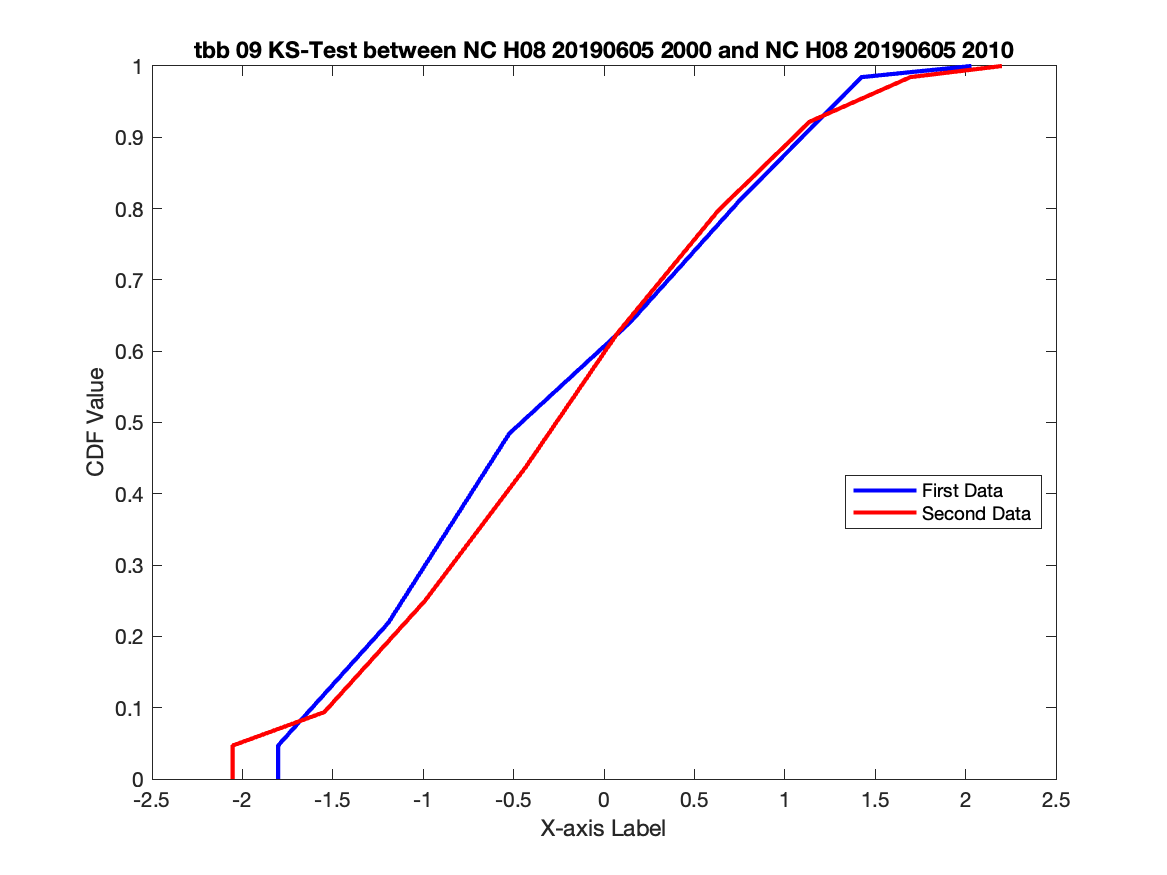 tbb 09 KS-Test between NC H08 20190605 2000 and NC H08 20190605 2010
1
0.9
0.8
0.7
0.6
0.5
0.4
0.3
0.2
0.1
0
CDF Value
First Data
Second Data
-2.5 -2 -1.5 -1 -0.5 0 0.5 1 1.5 2 2.5
X-axis Label